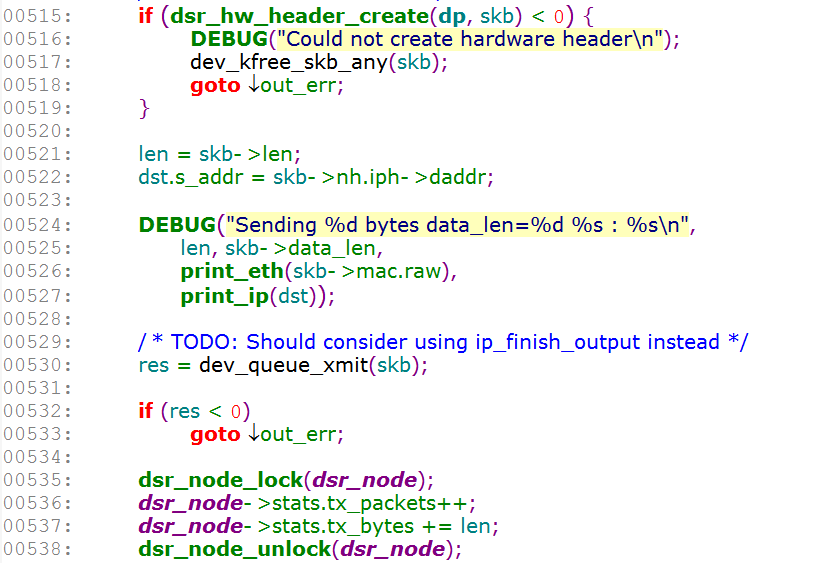 00515: if (dsr_hw_header_create(dp, skb) < 0) {
00516: DEBUG("Could not create hardware header\n");
00517: dev_kfree_skb_any(skb);
00518: goto ↓out_err;
00519: }
00520:
00521: len = skb->len;
00522: dst.s_addr = skb->nh.iph->daddr;
00523:
00524: DEBUG("Sending %d bytes data_len=%d %s : %s\n",
00525: len, skb->data_len,
00526: print_eth(skb->mac.raw),
00527: print_ip(dst));
00528:
00529: /* TODO: Should consider using ip_finish_output instead */
00530: res = dev_queue_xmit(skb);
00531:
00532: if (res < 0)
00533: goto ↓out_err;
00534:
00535: dsr_node_lock(dsr_node);
00536: dsr_node->stats.tx_packets++;
00537: dsr_node->stats.tx_bytes += len;
00538: dsr_node_unlock(dsr_node);